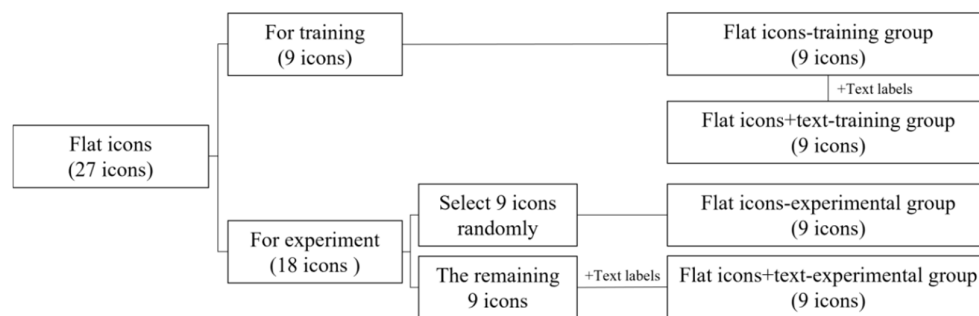 For training
(9 icons)
Flat icons-training group
(9 icons)
+Text labels
Flat icons+text-training group
(9 icons)
Flat icons
(27 icons)
Select 9 icons
randomly
Flat icons-experimental group
(9 icons)
For experiment
(18 icons )
The remaining
9 icons
+Text labels
Flat icons+text-experimental group
(9 icons)